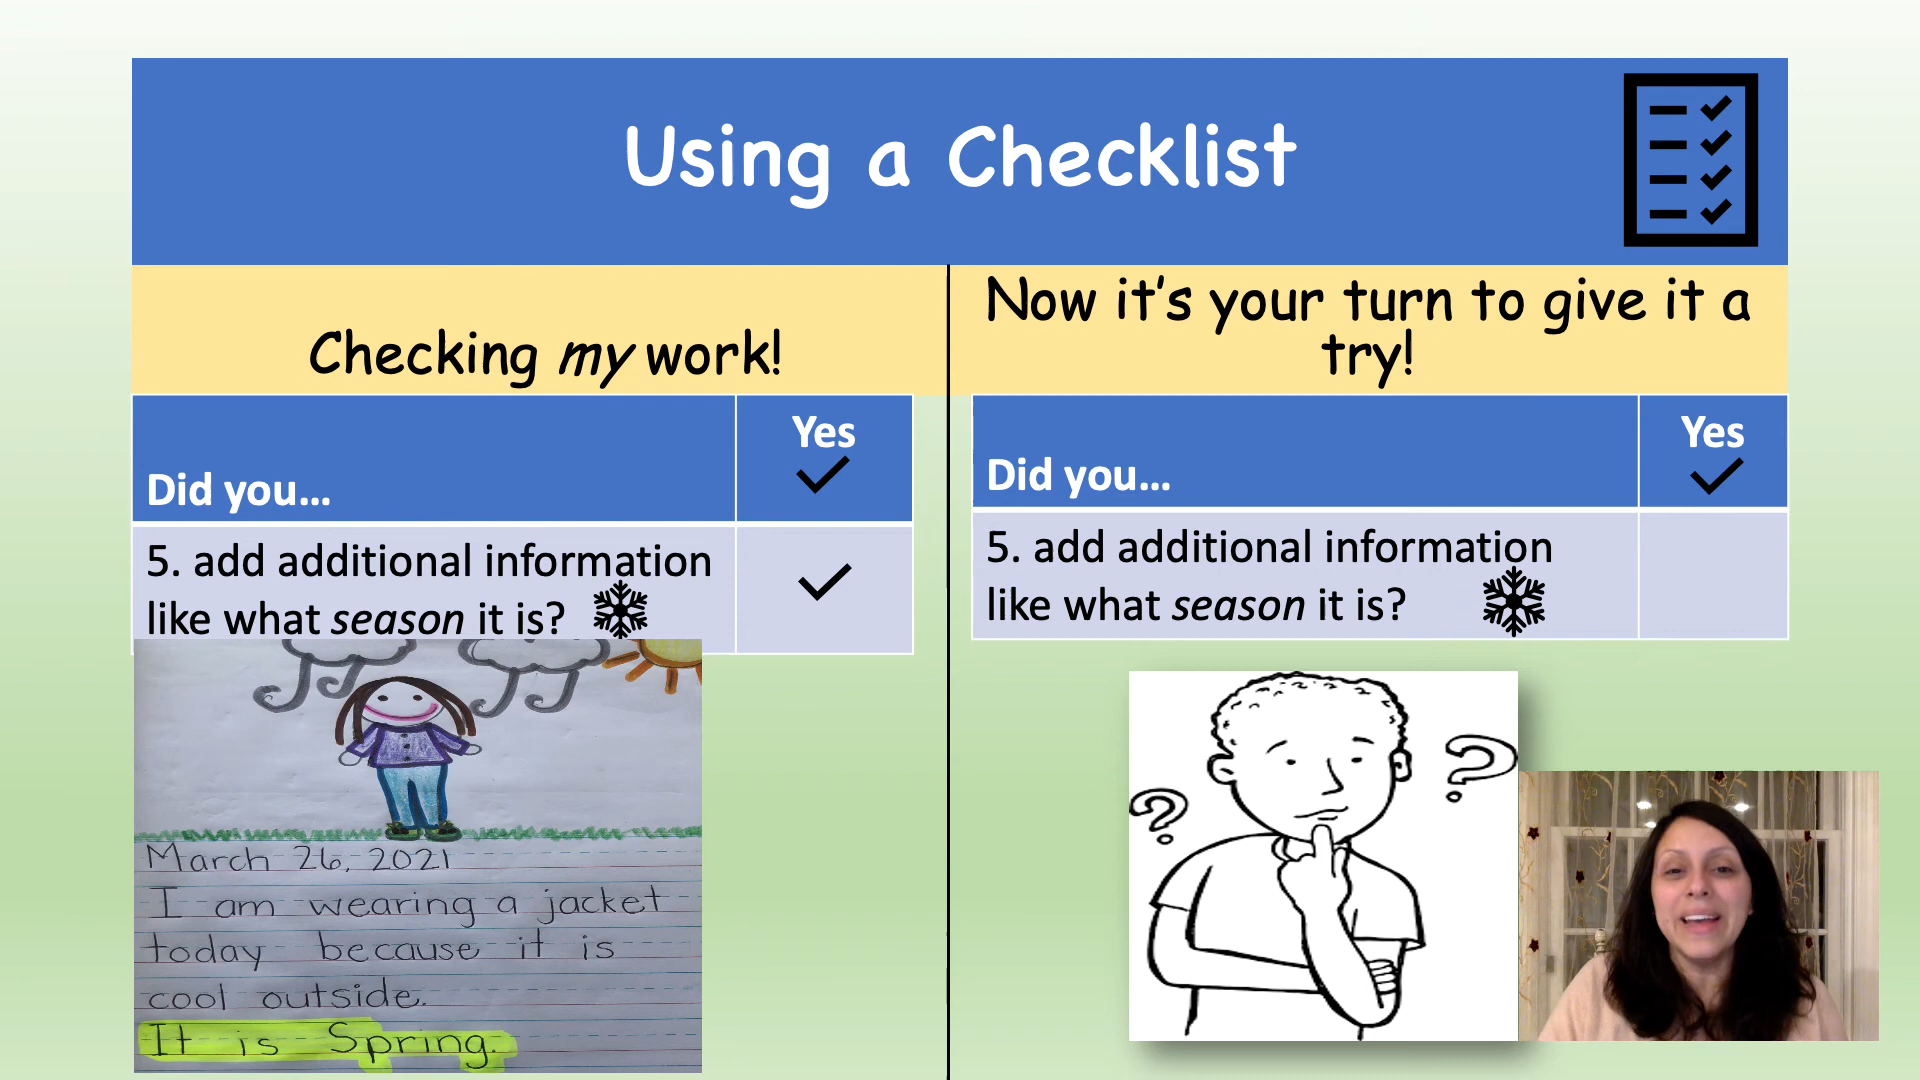 Using a Checklist
Checking my work!
Did you...
Yes
5. add additional information
like what season it is?
March 26, 2021
I am wearing a jacket
today because it is
cool outside.
It is Spring.
Now it's your turn to give it a
try!
Did you...
Yes
5. add additional information
like what season it is?
? ?